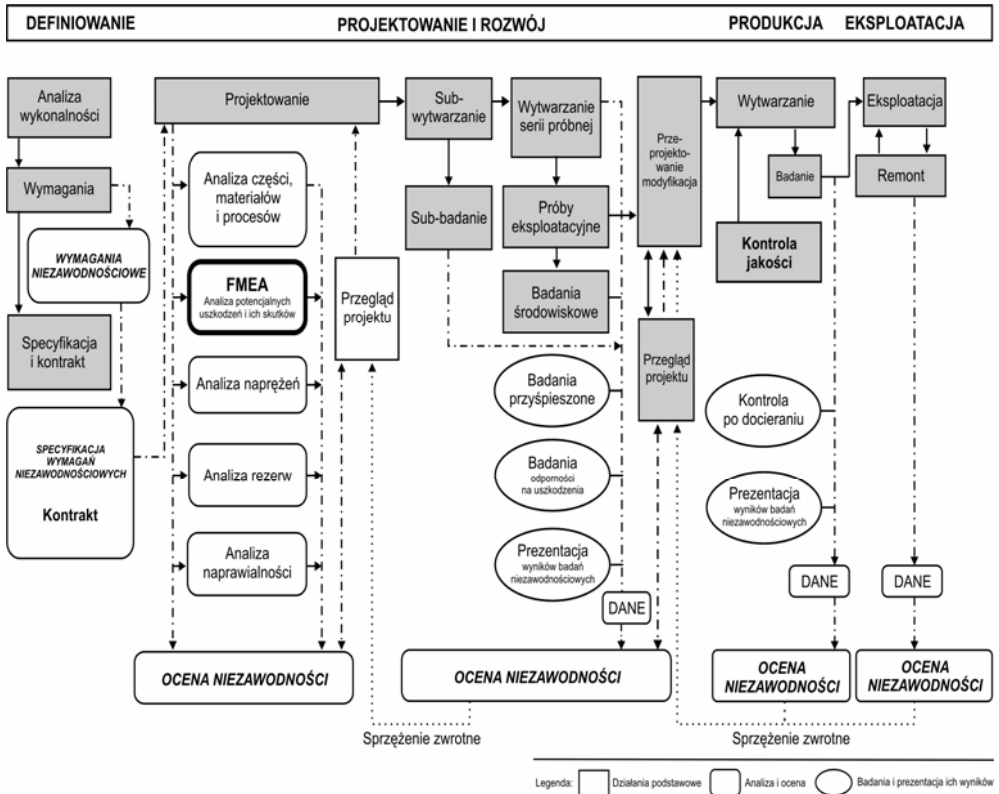 DEFINIOWANIE
PROJEKTOWANIE I ROZWÓJ
PRODUKCJA
EKSPLOATACJA
Analiza
wykonalności
Wymagania
WYMAGANIA
NIEZAWODNOŚCIOWE
Specyfikacja
i kontrakt
SPECYFIKACJA
WYMAGAŃ
NIEZAWODNOŚCIOWYCH
Kontrakt
Projektowanie
Analiza części,
materiałów
i procesów
FMEA
Analiza potencjalnych
uszkodzeń i ich skutków
Analiza naprężeń
Analiza rezerw
Analiza
naprawialności
Przegląd
projektu
OCENA NIEZAWODNOŚCI
Sub-
wytwarzanie
Sub-badanie
Wytwarzanie
serii próbnej
Próby
eksploatacyjne
Badania
środowiskowe
Badania
przyśpieszone
Badania
odporności
na uszkodzenia
Prezentacja
wyników badań
niezawodnościowych
DANE
OCENA NIEZAWODNOŚCI
Sprzężenie zwrotne
Prze-
projekto-
wanie
modyfikacja
Przegląd
projektu
Wytwarzanie
Badanie
Kontrola
jakości
Kontrola
po docieraniu
Prezentacja
wyników badań
niezawodnościowych
DANE
OCENA
NIEZAWODNOŚCI
Eksploatacja
Remont
DANE
OCENA
NIEZAWODNOŚCI
Sprzężenie zwrotne
Legenda:
Działania podstawowe
Analiza i ocena
Badania i prezentacja ich wyników